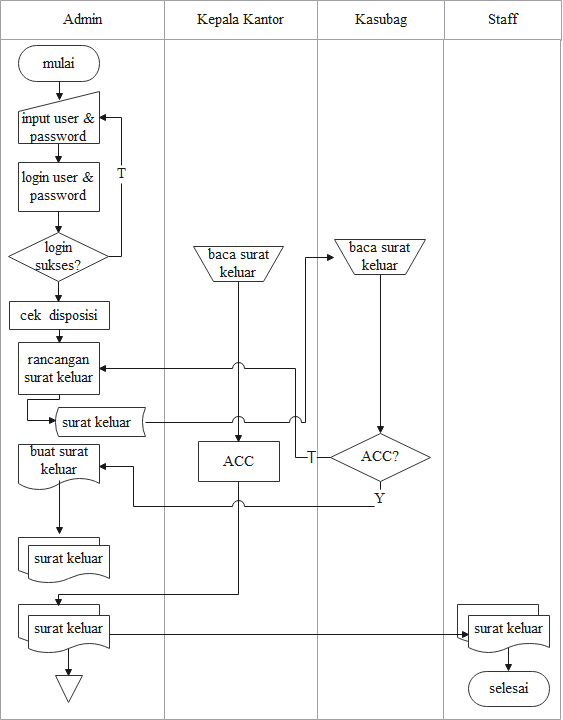 Admin
Kepala Kantor
Kasubag
Staff
mulai
input user &
password
T
login user &
password
login
sukses?
baca surat
keluar
baca surat
keluar
cek disposisi
rancangan
surat keluar
surat keluar
buat surat
keluar
ACC
T
ACC?
Y
surat keluar
surat keluar
surat keluar
selesai